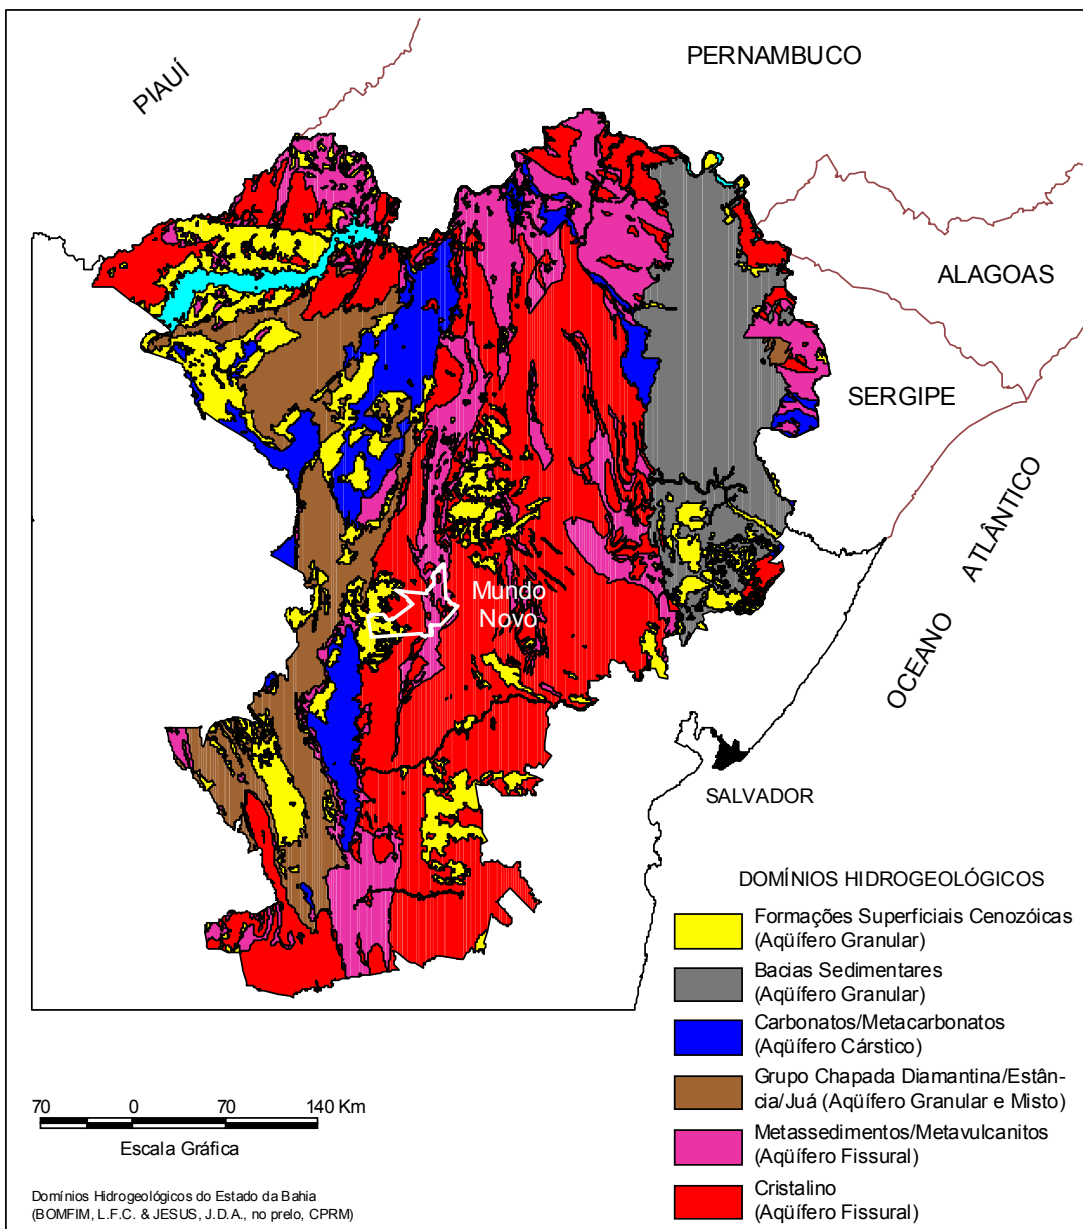 PERNAMBUCO
PIAUÍ
ALAGOAS
SERGIPE
OCEANO ATLÂNTICO
Mundo
Novo
SALVADOR
DOMÍNIOS HIDROGEOLÓGICOS
Formações Superficiais Cenozóicas
(Aqüífero Granular)
Bacias Sedimentares
(Aqüífero Granular)
Carbonatos/Metacarbonatos
(Aqüífero Cárstico)
Grupo Chapada Diamantina/Estân-
cia/Juá (Aqüífero Granular e Misto)
Metassedimentos/Metavulcanitos
(Aqüífero Fissural)
Cristalino
(Aqüífero Fissural)
70 0 70 140 Km
Escala Gráfica
Domínios Hidrogeológicos do Estado da Bahia
(BOMFIM, L.F.C. & JESUS, J.D.A., no prelo, CPRM)